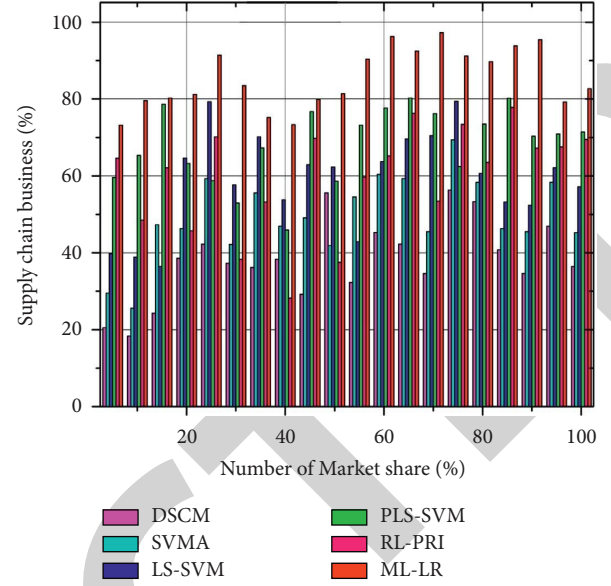 100
80
60
40
20
0
Supply chain business (%)
20 40 60 80 100
Number of Market share (%)
DSCM PLS-SVM
SVMA RL-PRI
LS-SVM ML-LR